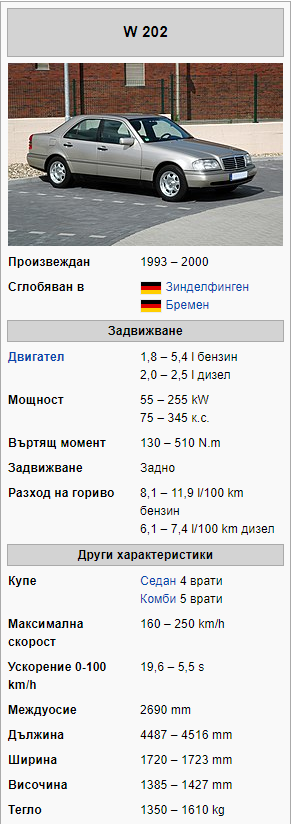 W 202
Произвеждан 1993 – 2000
Сглобяван в Зинделфинген
Бремен
Задвижване
Двигател 1,8 – 5,4 l бензин
2,0 – 2,5 l дизел
Мощност 55 – 255 kW
75 – 345 к.с.
Въртящ момент 130 – 510 N.m
Задвижване Задно
Разход на гориво 8,1 – 11,9 l/100 km
бензин
6,1 – 7,4 l/100 km дизел
Други характеристики
Купе Седан 4 врати
Комби 5 врати
Максимална 160 – 250 km/h
скорост
Ускорение 0-100 19,6 – 5,5 s
km/h
Междуосие 2690 mm
Дължина 4487 – 4516 mm
Ширина 1720 – 1723 mm
Височина 1385 – 1427 mm
Тегло 1350 – 1610 kg